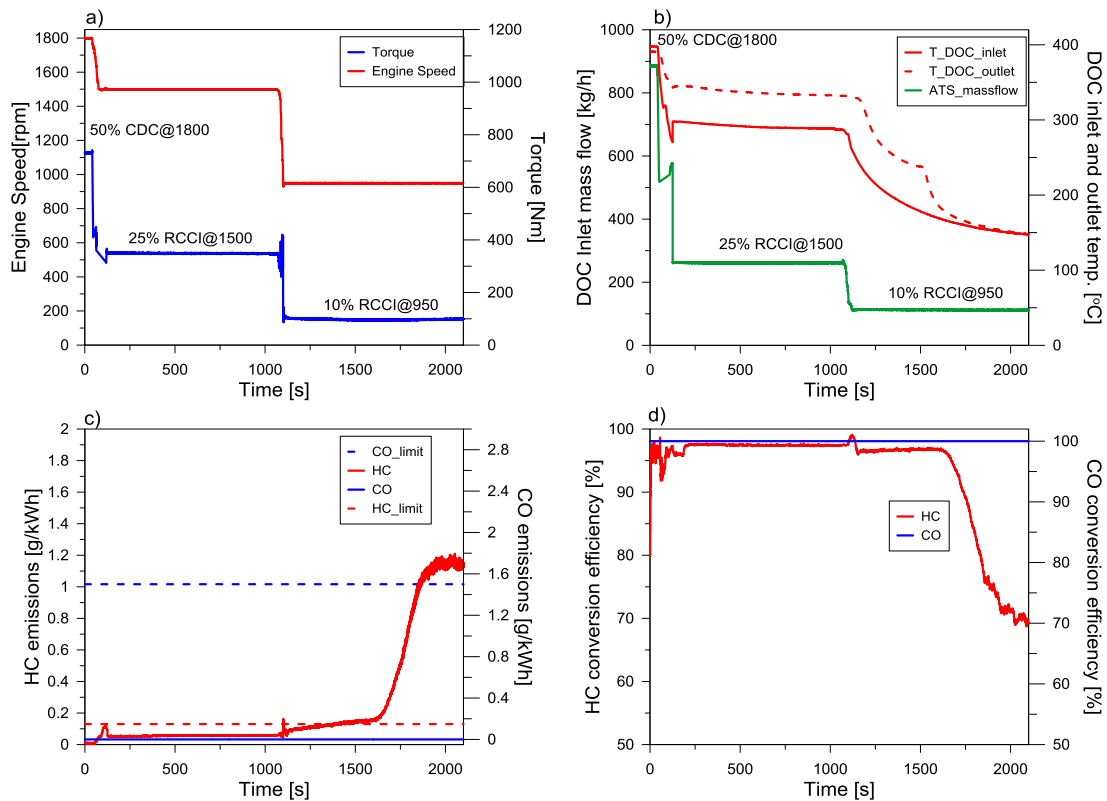 a)
Engine Speed[rpm]
1800
1600
1400
1200
1000
800
600
400
200
0
Torque
Engine Speed
50% CDC@1800
25% RCCI@1500
10% RCCI@950
1200
1000
800
600
400
200
0
Torque [Nm]
0
500
1000
1500
2000
Time [s]
b)
DOC Inlet mass flow [kg/h]
1000
800
600
400
200
0
50% CDC@1800
T_DOC_inlet
T_DOC_outlet
ATS_massflow
25% RCCI@1500
10% RCCI@950
400
300
200
100
0
DOC inlet and outlet temp. [ºC]
0
500
1000
1500
2000
Time [s]
c)
HC emissions [g/kWh]
2
1.8
1.6
1.4
1.2
1
0.8
0.6
0.4
0.2
0
CO_limit
HC
CO
HC_limit
2.8
2.4
2
1.6
1.2
0.8
0.4
0
CO emissions [g/kWh]
0
500
1000
1500
2000
Time [s]
d)
HC conversion efficiency [%]
100
90
80
70
60
50
HC
CO
100
90
80
70
60
50
CO conversion
efficiency [%]
0
500
1000
1500
2000
Time [s]